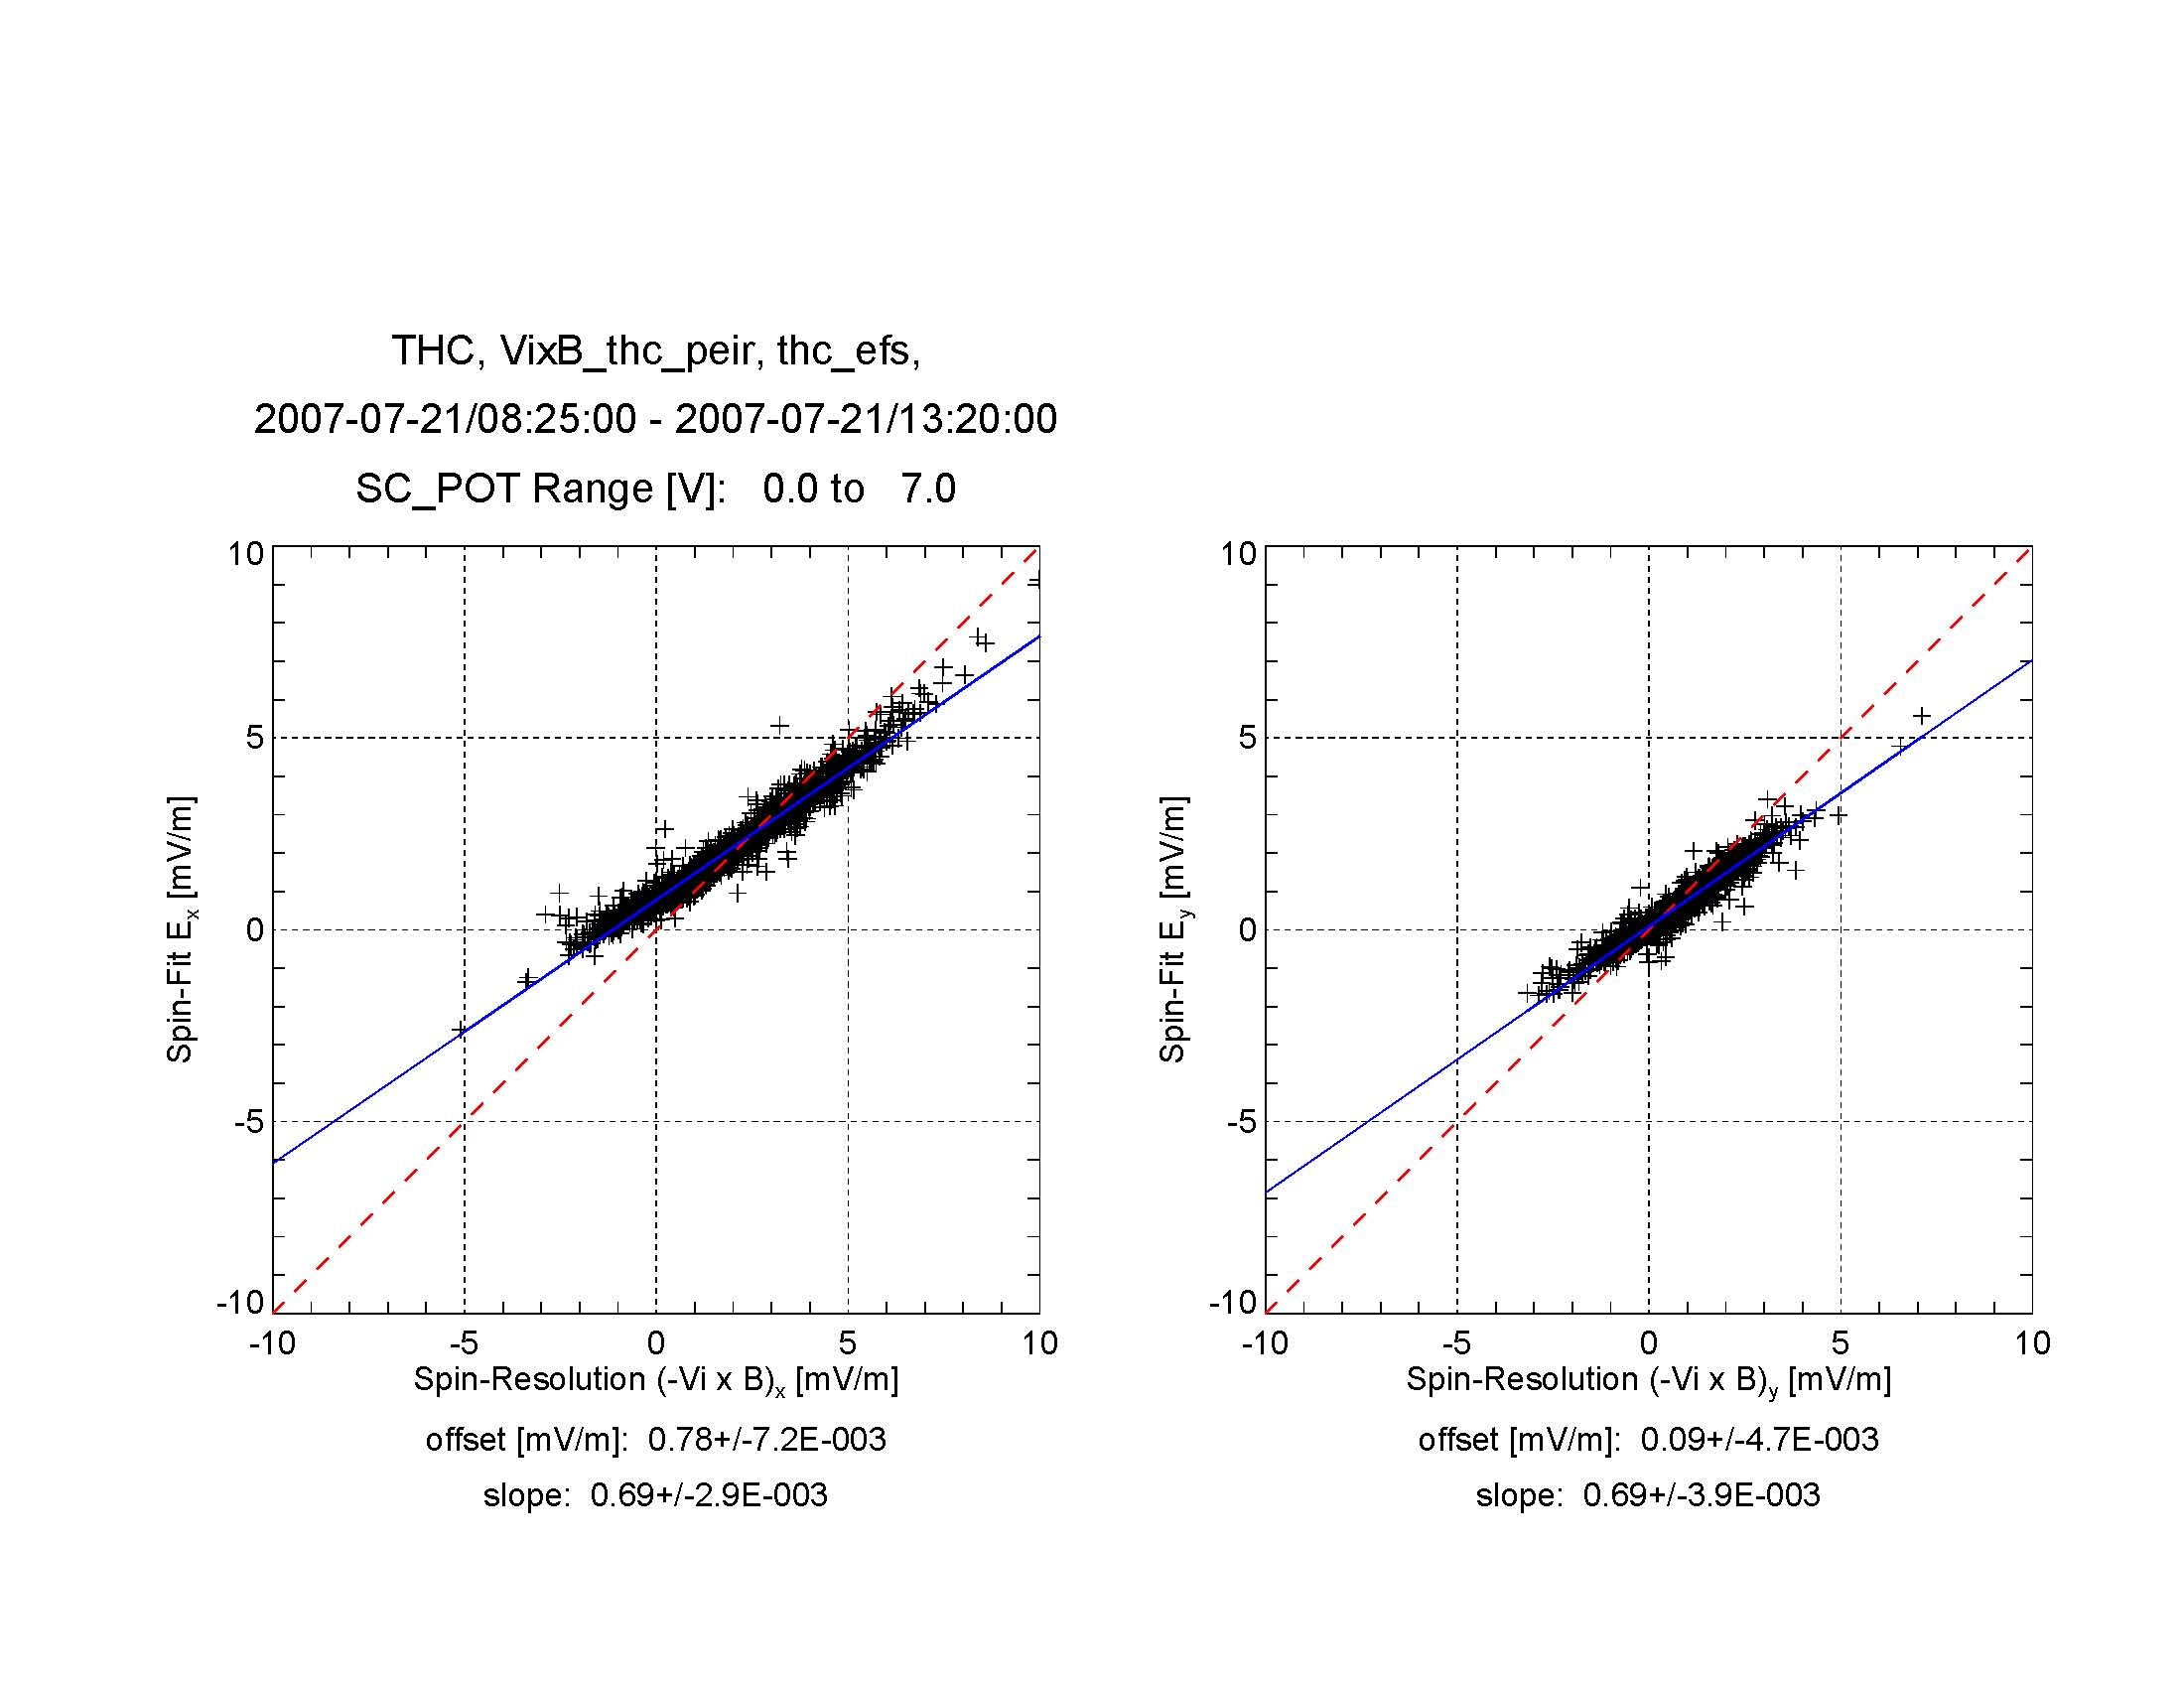 THC, VixB_thc_peir, thc_efs,
2007-07-21/08:25:00 - 2007-07-21/13:20:00
SC_POT Range [V]: 0.0 to 7.0
10
5
0
-5
-10
Spin-Fit Ex [mV/m]
-10 -5 0 5 10
Spin-Resolution (-Vi x B)x [mV/m]
offset [mV/m]: 0.78+/-7.2E-003
slope: 0.69+/-2.9E-003
10
5
0
-5
-10
Spin-Fit Ey [mV/m]
-10 -5 0 5 10
Spin-Resolution (-Vi x B)y [mV/m]
offset [mV/m]: 0.09+/-4.7E-003
slope: 0.69+/-3.9E-003